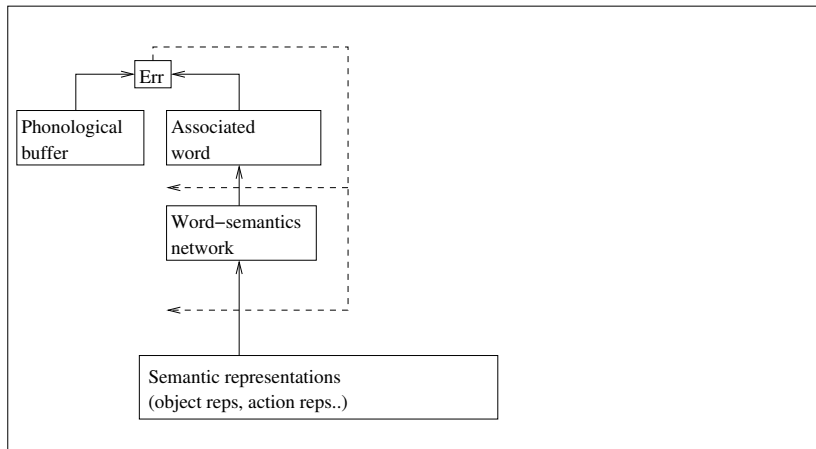 Err
Phonological
buffer
Associated
word
Word−semantics
network
Semantic representations
(object reps, action reps..)